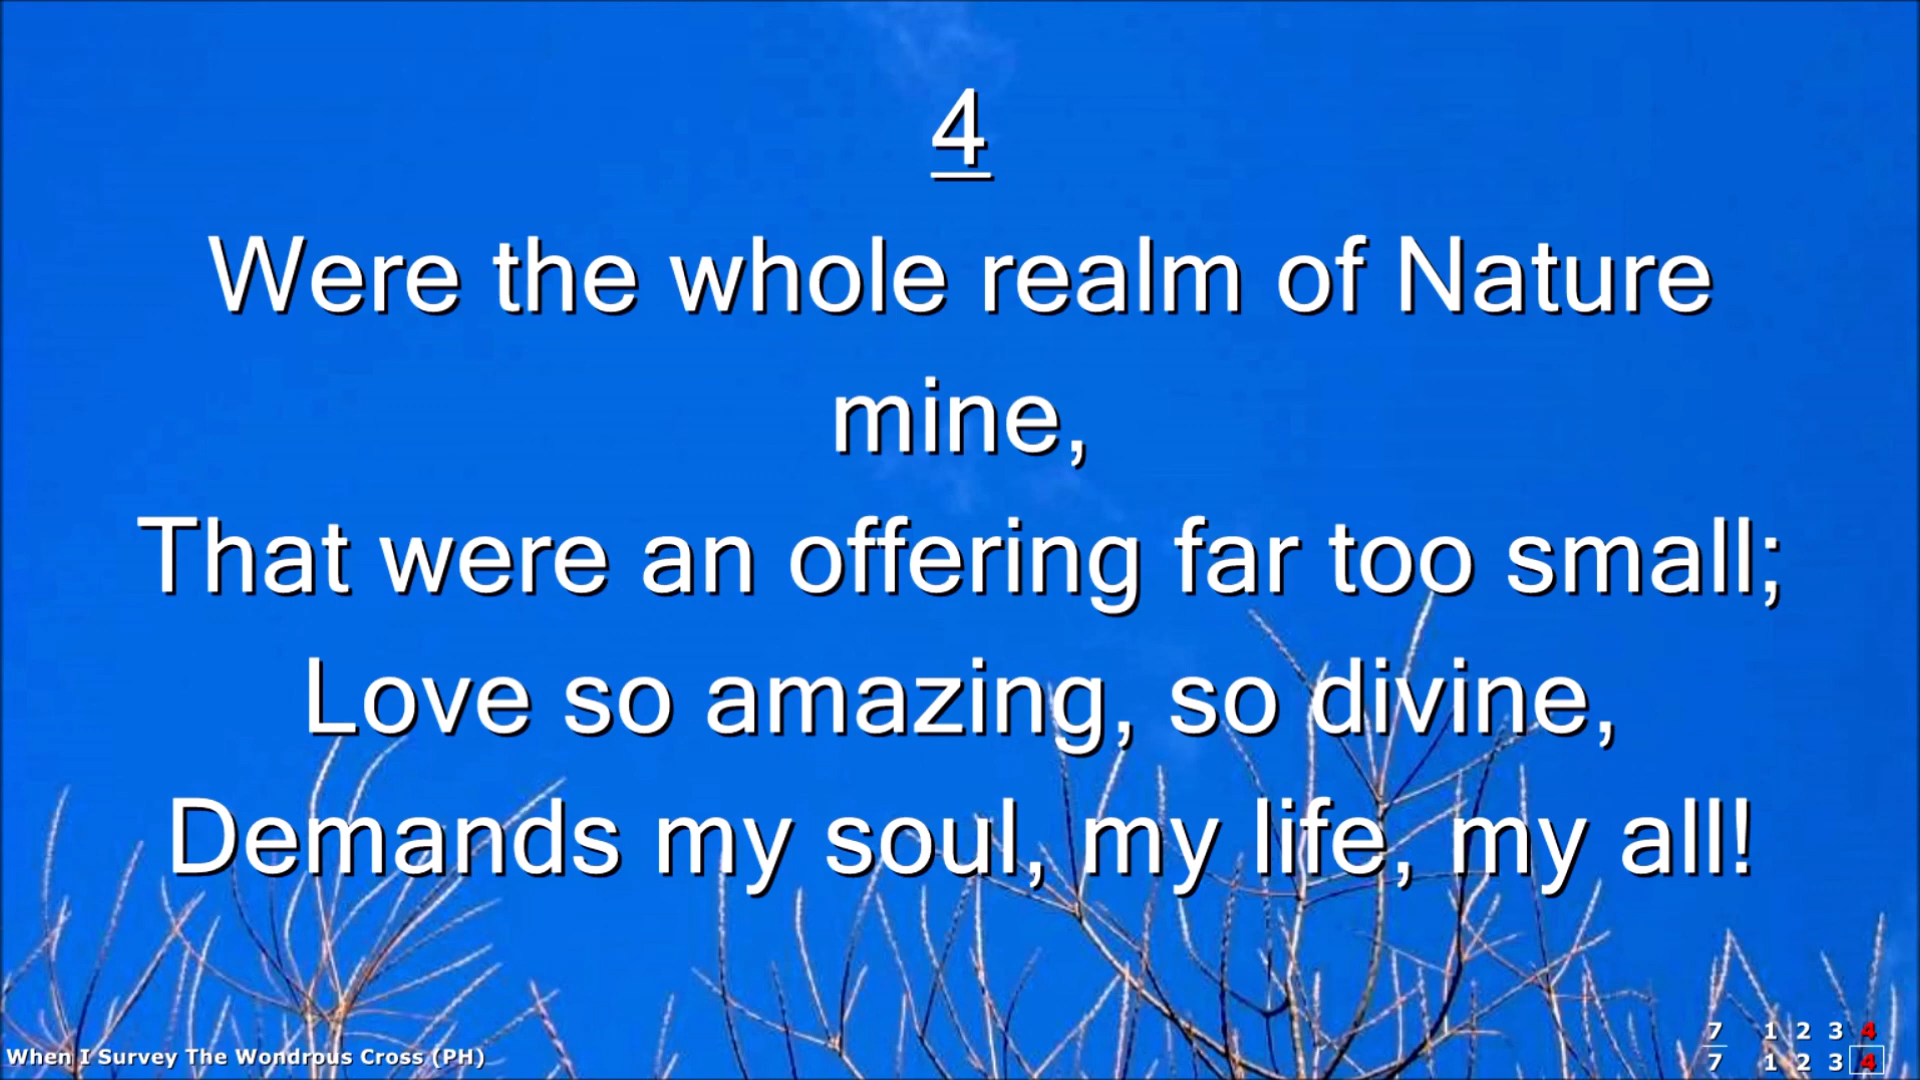 4
Were the whole realm of Nature
mine,
That were an offering far too small;
Love so amazing, so divine,
Demands my soul, my life, my all!
7 1 2 3 4
When I Survey The Wondrous Cross (PH)
7 1 2 3 4